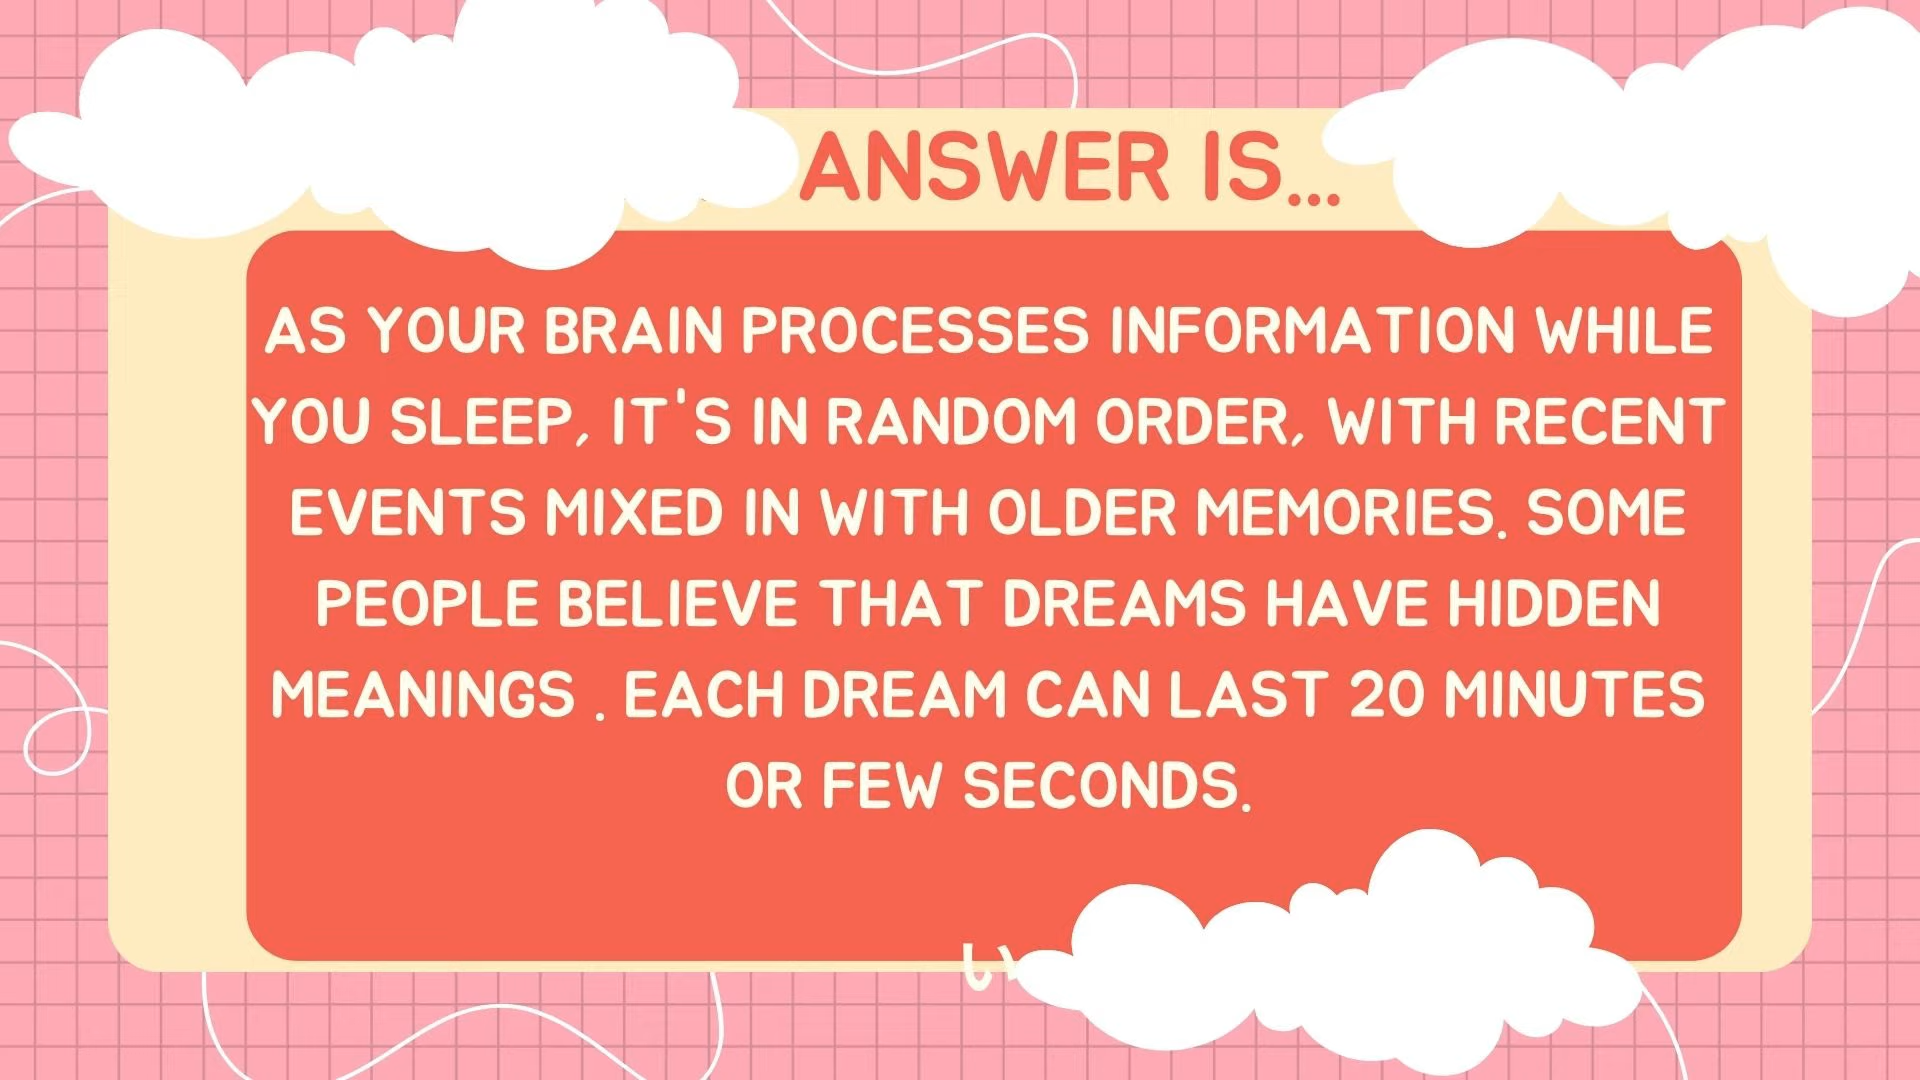 ANSWER IS...
AS YOUR BRAIN PROCESSES INFORMATION WHILE
YOU SLEEP, IT'S IN RANDOM ORDER, WITH RECENT
EVENTS MIXED IN WITH OLDER MEMORIES. SOME
PEOPLE BELIEVE THAT DREAMS HAVE HIDDEN
MEANINGS . EACH DREAM CAN LAST 20 MINUTES
OR FEW SECONDS.